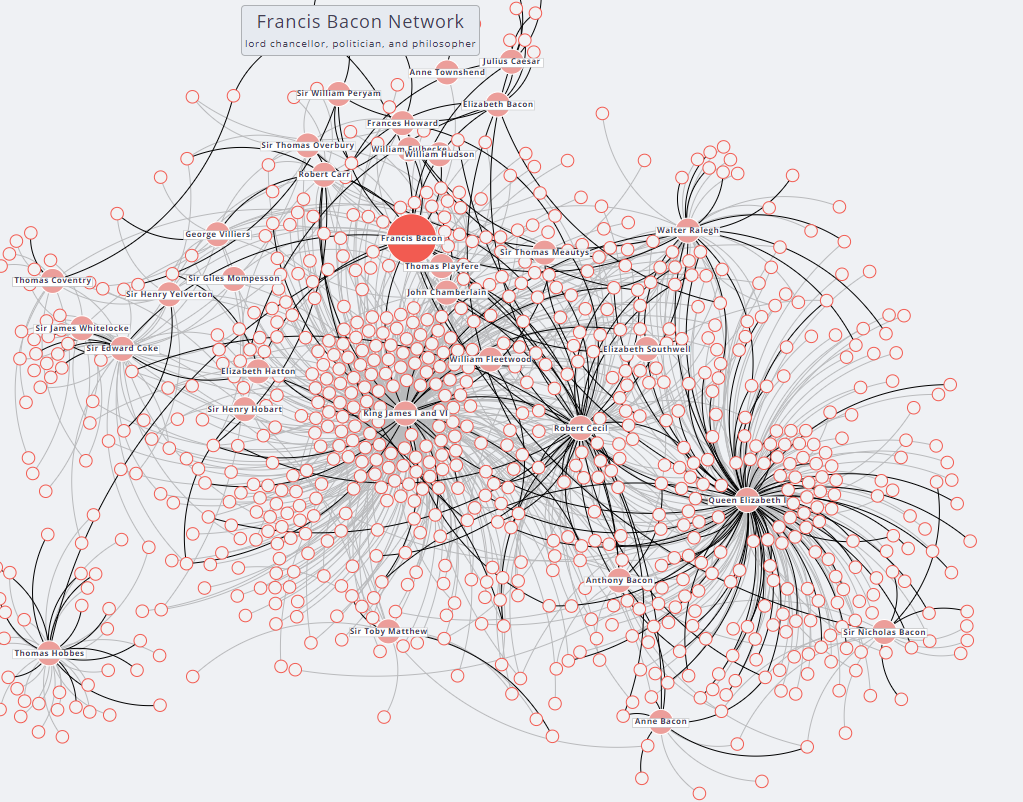 Francis Bacon Network
lord chancellor, politician, and philosopher
Julius Caesar
Anne Townshend
Sir William Peryam
Elizabeth Bacon
Frances Howard
Sir Thomas Overbury
William Fulbecke
William Hudson
Robert Carr
Walter Ralegh
George Villiers
Francis Bacon
Sir Thomas Meautys
Thomas Playfere
Thomas Coventry
Sir Giles Mompesson
Sir Henry Yelverton
John Chamberlain
Sir James Whitelocke
Sir Edward Coke
Elizabeth Southwell
William Fleetwood
Elizabeth Hatton
Sir Henry Hobart
King James I and VI
Robert Cecil
Queen Elizabeth I
Anthony Bacon
Sir Toby Matthew
Sir Nicholas Bacon
Thomas Hobbes
Anne Bacon